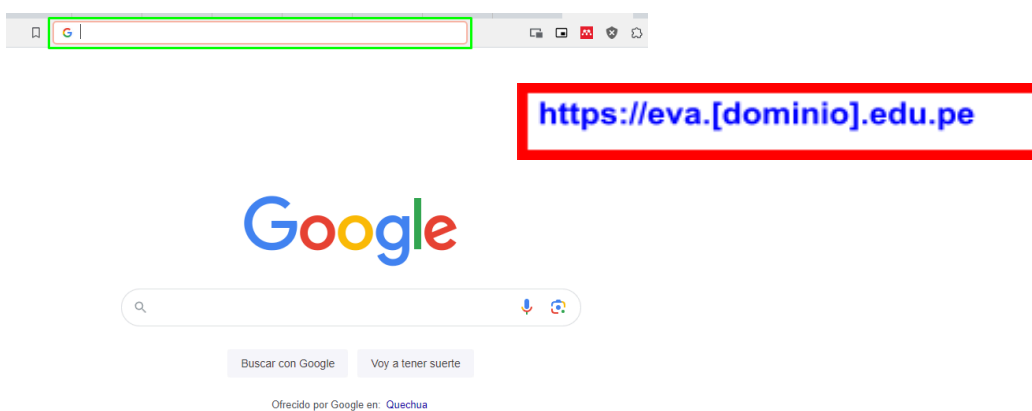 G
https://eva.[dominio].edu.pe
Google
Buscar con Google Voy a tener suerte
Ofrecido por Google en: Quechua